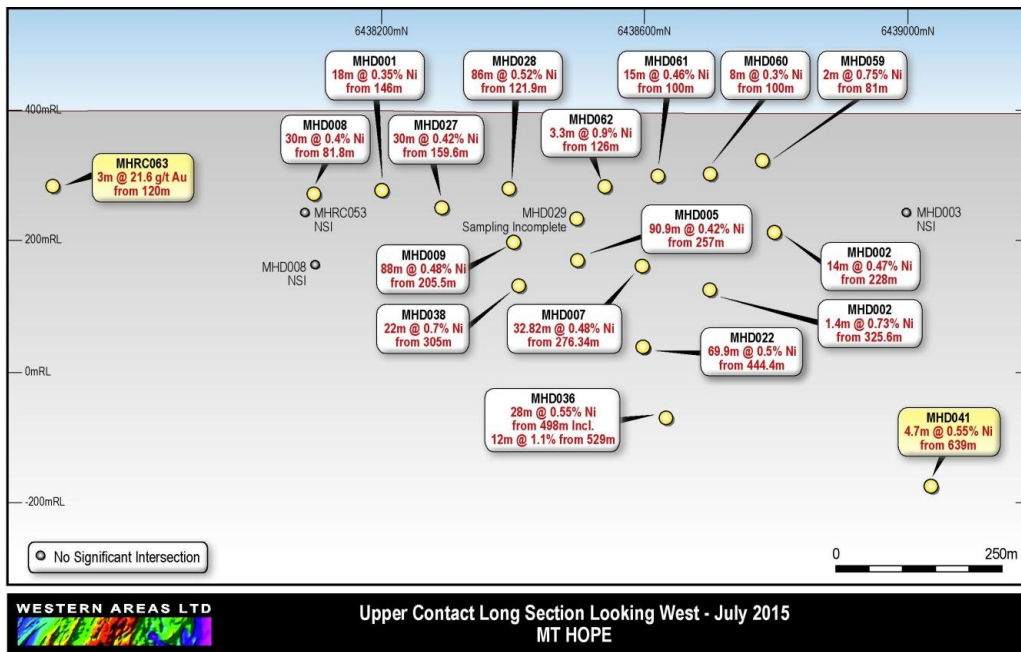 6438200mN
6438600mN
6439000mN
MHD001
18m @ 0.35% Ni
from 146m
MHD028
86m @ 0.52% Ni
from 121.9m
MHD061
15m @ 0.46% Ni
from 100m
MHD060
8m @ 0.3% Ni
from 100m
MHD059
2m @ 0.75% Ni
from 81m
400mRL
MHD008
30m @ 0.4% Ni
from 81.8m
MHD027
30m @ 0.42% Ni
from 159.6m
MHD062
3.3m @ 0.9% Ni
from 126m
MHRC063
3m @ 21.6 g/t Au
from 120m
MHRC053
NSI
MHD029
Sampling Incomplete
MHD005
90.9m @ 0.42% Ni
from 257m
MHD003
NSI
200mRL
MHD008
NSI
MHD009
88m @ 0.48% Ni
from 205.5m
MHD002
14m @ 0.47% Ni
from 228m
MHD038
22m @ 0.7% Ni
from 305m
MHD007
32.82m @ 0.48% Ni
from 276.34m
MHD002
1.4m @ 0.73% Ni
from 325.6m
MHD022
69.9m @ 0.5% Ni
from 444.4m
0mRL
MHD036
28m @ 0.55% Ni
from 498m Incl.
12m @ 1.1% from 529m
MHD041
4.7m @ 0.55% Ni
from 639m
-200mRL
No Significant Intersection
0
250m
WESTERN AREAS LTD
Upper Contact Long Section Looking West - July 2015
MT HOPE